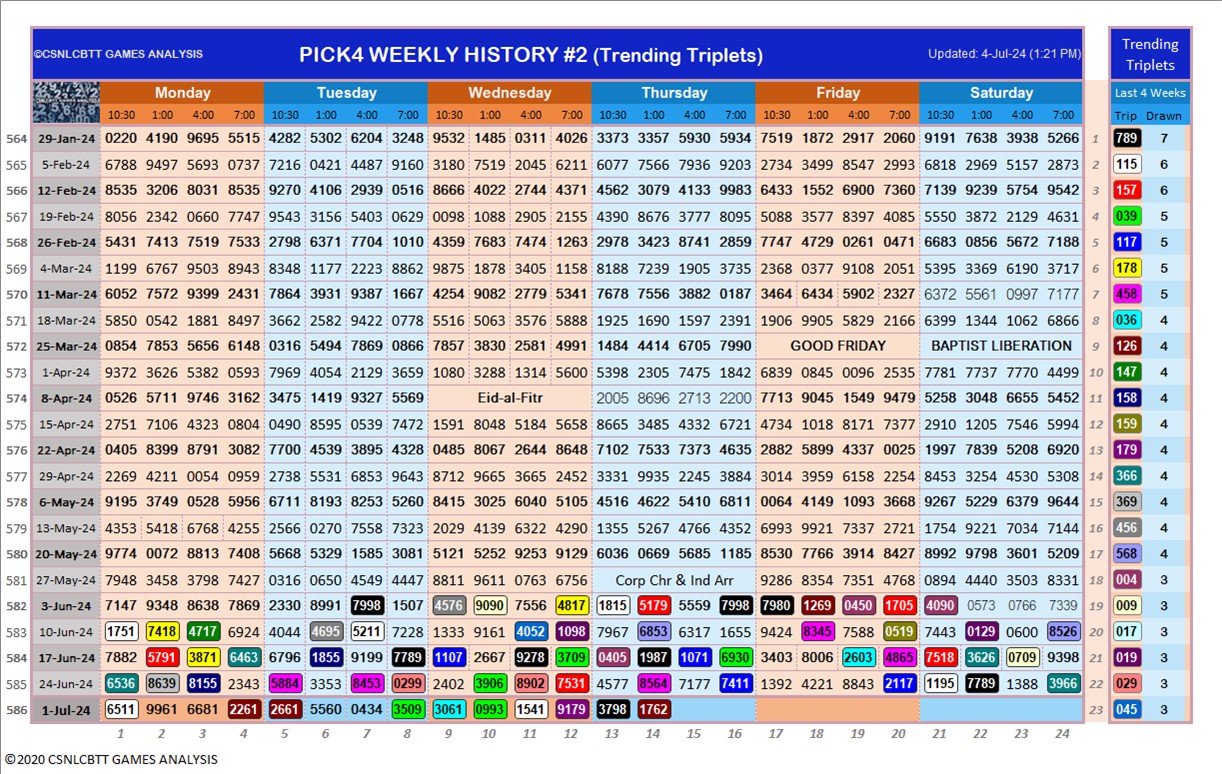 ©CSNLCBTT GAMES ANALYSIS PICK4 WEEKLY HISTORY #2 (Trending Triplets) Updated: 4-Jul-24 (1:21 PM) Trending Triplets
Monday Tuesday Wednesday Thursday Friday Saturday Last 4 Weeks
10:30 1:00 4:00 7:00 10:30 1:00 4:00 7:00 10:30 1:00 4:00 7:00 10:30 1:00 4:00 7:00 10:30 1:00 4:00 7:00 10:30 1:00 4:00 7:00 Trip Drawn
564 29-Jan-24 0220 4190 9695 5515 4282 5302 6204 3248 9532 1485 0311 4026 3373 3357 5930 5934 7519 1872 2917 2060 9191 7638 3938 5266 1 789 7
565 5-Feb-24 6788 9497 5693 0737 7216 0421 4487 9160 3180 7519 2045 6211 6077 7566 7936 9203 2734 3499 8547 2993 6818 2969 5157 2873 2 115 6
566 12-Feb-24 8535 3206 8031 8535 9270 4106 2939 0516 8666 4022 2744 4371 4562 3079 4133 9983 6433 1552 6900 7360 7139 9239 5754 9542 3 157 6
567 19-Feb-24 8056 2342 0660 7747 9543 3156 5403 0629 0098 1088 2905 2155 4390 8676 3777 8095 5088 3577 8397 4085 5550 3872 2129 4631 4 039 5
568 26-Feb-24 5431 7413 7519 7533 2798 6371 7704 1010 4359 7683 7474 1263 2978 3423 8741 2859 7747 4729 0261 0471 6683 0856 5672 7188 5 117 5
569 4-Mar-24 1199 6767 9503 8943 8348 1177 2223 8862 9875 1878 3405 1158 8188 7239 1905 3735 2368 0377 9108 2051 5395 3369 6190 3717 6 178 5
570 11-Mar-24 6052 7572 9399 2431 7864 3931 9387 1667 4254 9082 2779 5341 7678 7556 3882 0187 3464 6434 5902 2327 6372 5561 0997 7177 7 458 5
571 18-Mar-24 5850 0542 1881 8497 3662 2582 9422 0778 5516 5063 3576 5888 1925 1690 1597 2391 1906 9905 5829 2166 6399 1344 1062 6866 8 036 4
572 25-Mar-24 0854 7853 5656 6148 0316 5494 7869 0866 7857 3830 2581 4991 1484 4414 6705 7990 GOOD FRIDAY BAPTIST LIBERATION 9 126 4
573 1-Apr-24 9372 3626 5382 0593 7969 4054 2129 3659 1080 3288 1314 5600 5398 2305 7475 1842 6839 0845 0096 2535 7781 7737 7770 4499 10 147 4
574 8-Apr-24 0526 5711 9746 3162 3475 1419 9327 5569 Eid-al-Fitr 2005 8696 2713 2200 7713 9045 1549 9479 5258 3048 6655 5452 11 158 4
575 15-Apr-24 2751 7106 4323 0804 0490 8595 0539 7472 1591 8048 5184 5658 8665 3485 4332 6721 4734 1018 8171 7377 2910 1205 7546 5994 12 159 4
576 22-Apr-24 0405 8399 8791 3082 7700 4539 3895 4328 0485 8067 2644 8648 7102 7533 7373 4635 2882 5899 4337 0025 1997 7839 5208 6920 13 179 4
577 29-Apr-24 2269 4211 0054 0959 2738 5531 6853 9643 9712 9665 3665 2452 3331 9935 2245 3884 3014 3959 6158 2254 8453 3254 4530 5308 14 366 4
578 6-May-24 9195 3749 0528 5956 6711 8193 8253 5260 9415 3025 6040 5105 4516 4622 5410 6811 0064 4149 1093 3668 9267 5229 6379 9644 15 369 4
579 13-May-24 4353 5418 6768 4255 2566 0270 7558 7323 2029 4139 6322 4290 1355 5267 4766 4352 6993 9921 7337 2721 1754 9221 7034 7144 16 456 4
580 20-May-24 9774 0072 8813 7408 5668 5329 1585 3081 5121 5252 9253 9129 6036 0669 5685 1185 8530 7766 3914 8427 8992 9798 3601 5209 17 568 4
581 27-May-24 7948 3458 3798 7427 0316 0650 4549 4447 8811 9611 0763 6756 Corp Chr & Ind Arr 9286 8354 7351 4768 0894 4440 3503 8331 18 004 3
582 3-Jun-24 7147 9348 8638 7869 2330 8991 7998 1507 4576 9090 7556 4817 1815 5179 5559 7998 7980 1269 0450 1705 4090 0573 0766 7339 19 009 3
583 10-Jun-24 1751 7418 4717 6924 4044 4695 5211 7228 1333 9161 4052 1098 7967 6853 6317 1655 9424 8345 7588 0519 7443 0129 0600 8526 20 017 3
584 17-Jun-24 7882 5791 3871 6463 6796 1855 9199 7789 1107 2667 9278 3709 0405 1987 1071 6930 3403 8006 2603 4865 7518 3626 0709 9398 21 019 3
585 24-Jun-24 6536 8639 8155 2343 5884 3353 8453 0299 2402 3906 8902 7531 4577 8564 7177 7411 1392 4221 8843 2117 1195 7789 1388 3966 22 029 3
586 1-Jul-24 6511 9961 6681 2261 2661 5560 0434 3509 3061 0993 1541 9179 3798 1762 23 045 3
1 2 3 4 5 6 7 8 9 10 11 12 13 14 15 16 17 18 19 20 21 22 23 24
©2020 CSNLCBTT GAMES ANALYSIS